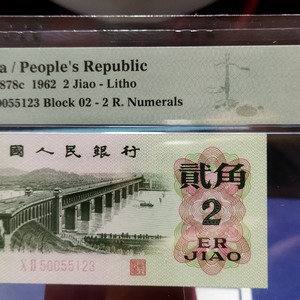 a / People's Republic
878c 1962 2 Jiao - Litho
0055123 Block 02 - 2 R. Numerals
國人民銀行
貳角
2
ER
JIAO
X II 50055123